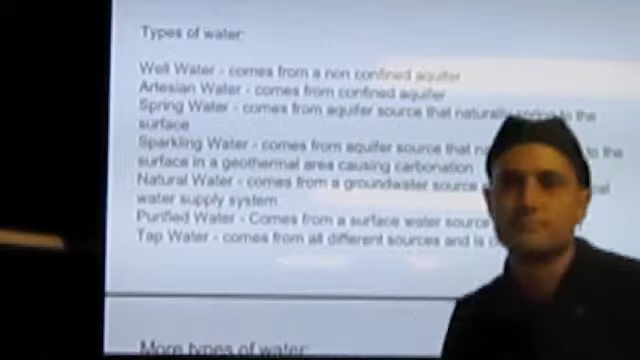 Types of water:
Well Water - comes from a non confined aquifer
Artesian Water - comes from confined aquifer
Spring Water - comes from aquifer source that naturally spring to the
surface
Sparkling Water - comes from aquifer source that to the
surface in a geothermal area causing carbonation
Natural Water - comes from a groundwater source
water supply system
Purified Water - Comes from a surface water source
Tap Water - comes from all different sources and is
More types of water: